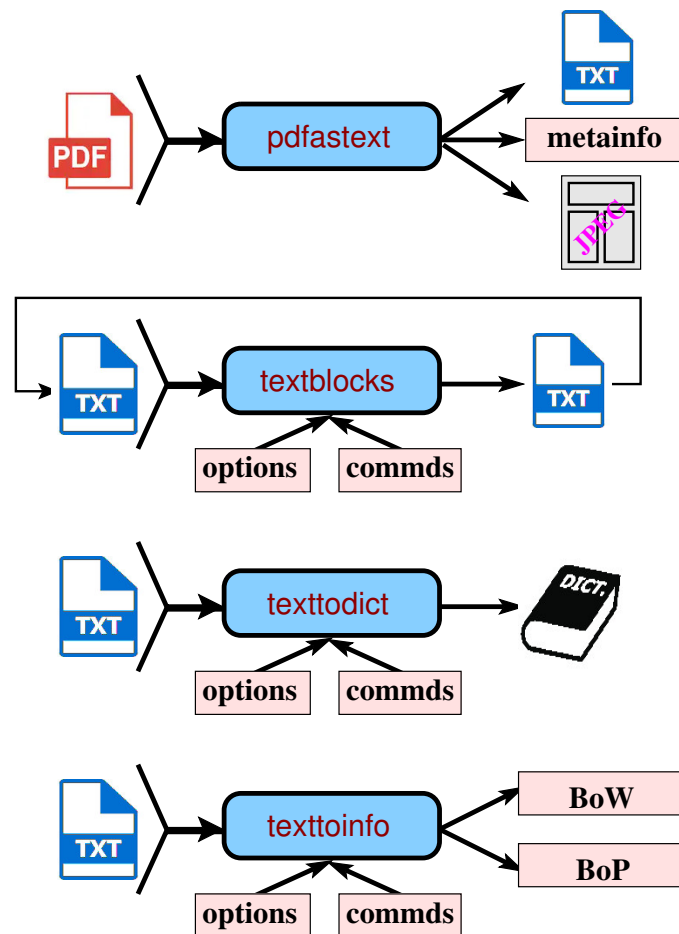 TXT
PDF
pdfastext
metainfo
JPEG
TXT
textblocks
TXT
options
commds
TXT
texttodict
DICT.
options
commds
TXT
texttoinfo
BoW
BoP
options
commds